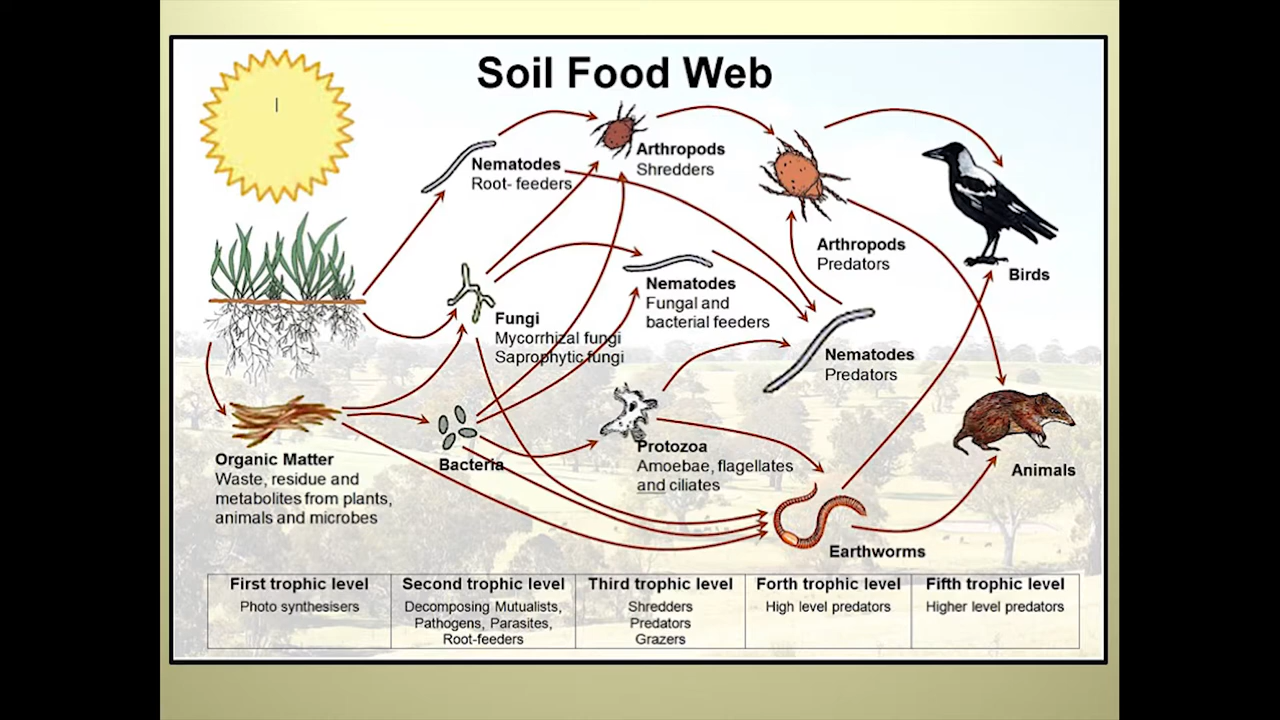 Soil Food Web
Nematodes
Root- feeders
Arthropods
Shredders
Arthropods
Predators
Birds
Fungi
Mycorrhizal fungi
Saprophytic fungi
Nematodes
Fungal and
bacterial feeders
Nematodes
Predators
Organic Matter
Waste, residue and
metabolites from plants,
animals and microbes
Bacteria
Protozoa
Amoebae, flagellates
and ciliates
Animals
Earthworms
First trophic level
Photo synthesisers
Second trophic level
Decomposing Mutualists,
Pathogens, Parasites,
Root-feeders
Third trophic level
Shredders
Predators
Grazers
Forth trophic level
High level predators
Fifth trophic level
Higher level predators